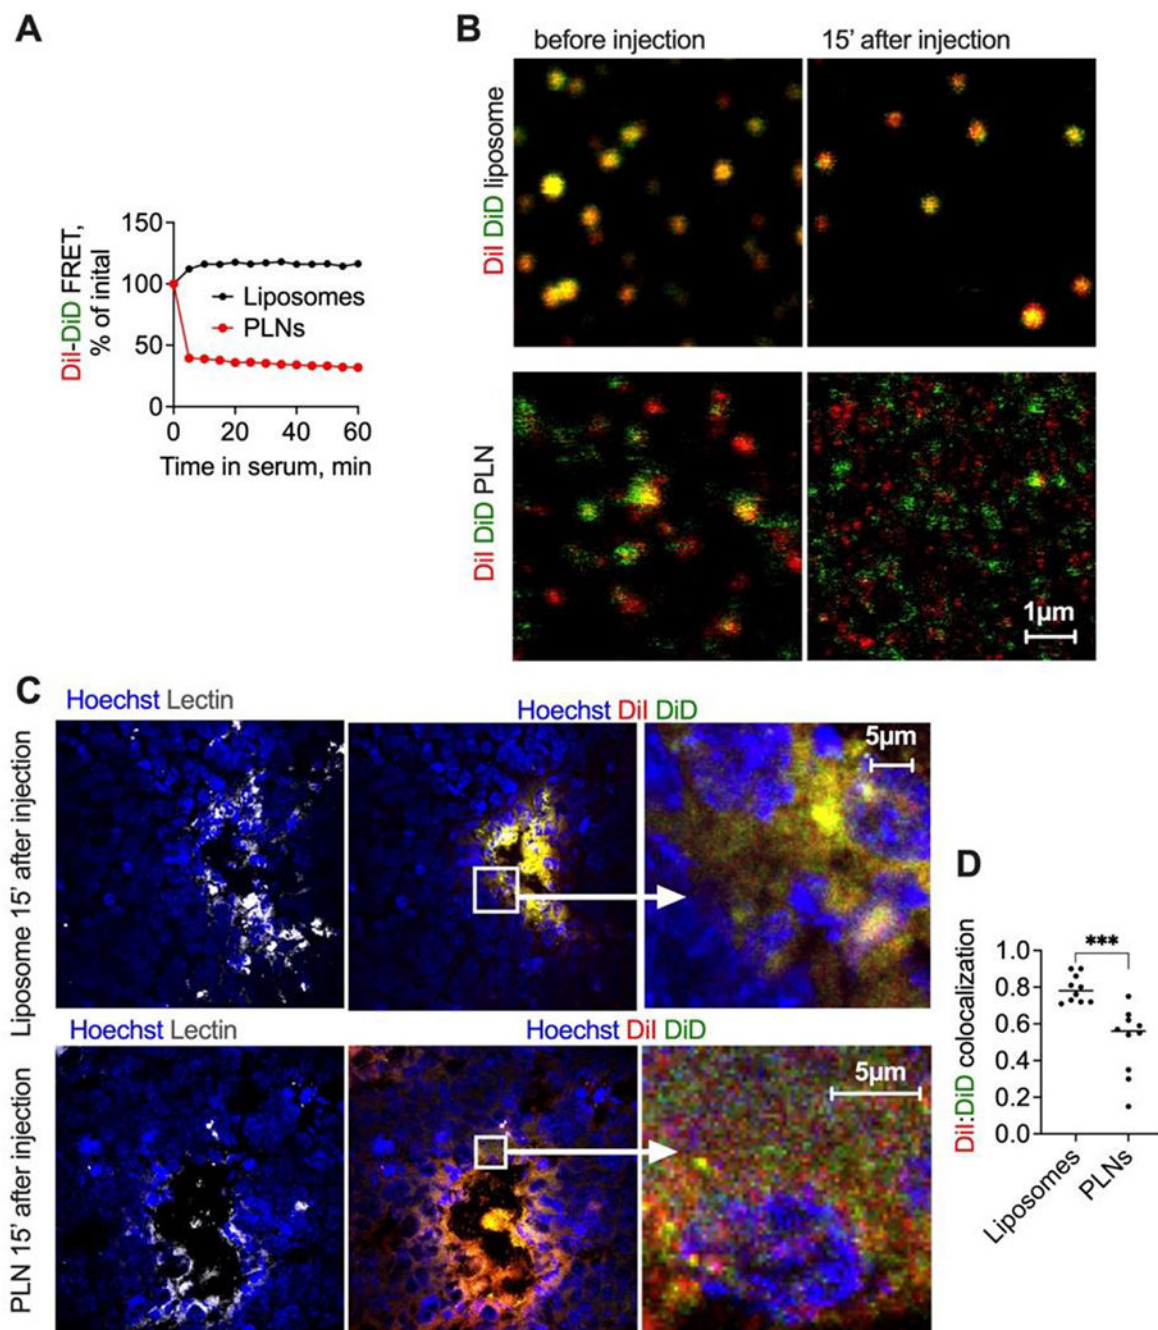 A
DiI-DiD FRET,
% of inital
150
100
50
0
Liposomes
PLNs
0 20 40 60
Time in serum, min
B
before injection
15' after injection
DiI DiD liposome
DiI DiD PLN
1µm
C
Hoechst Lectin
Hoechst DiI DiD
Liposome 15' after injection
5µm
Hoechst Lectin
Hoechst DiI DiD
PLN 15' after injection
5µm
D
***
DiI:DiD colocalization
1.0
0.8
0.6
0.4
0.2
0.0
Liposomes
PLNs